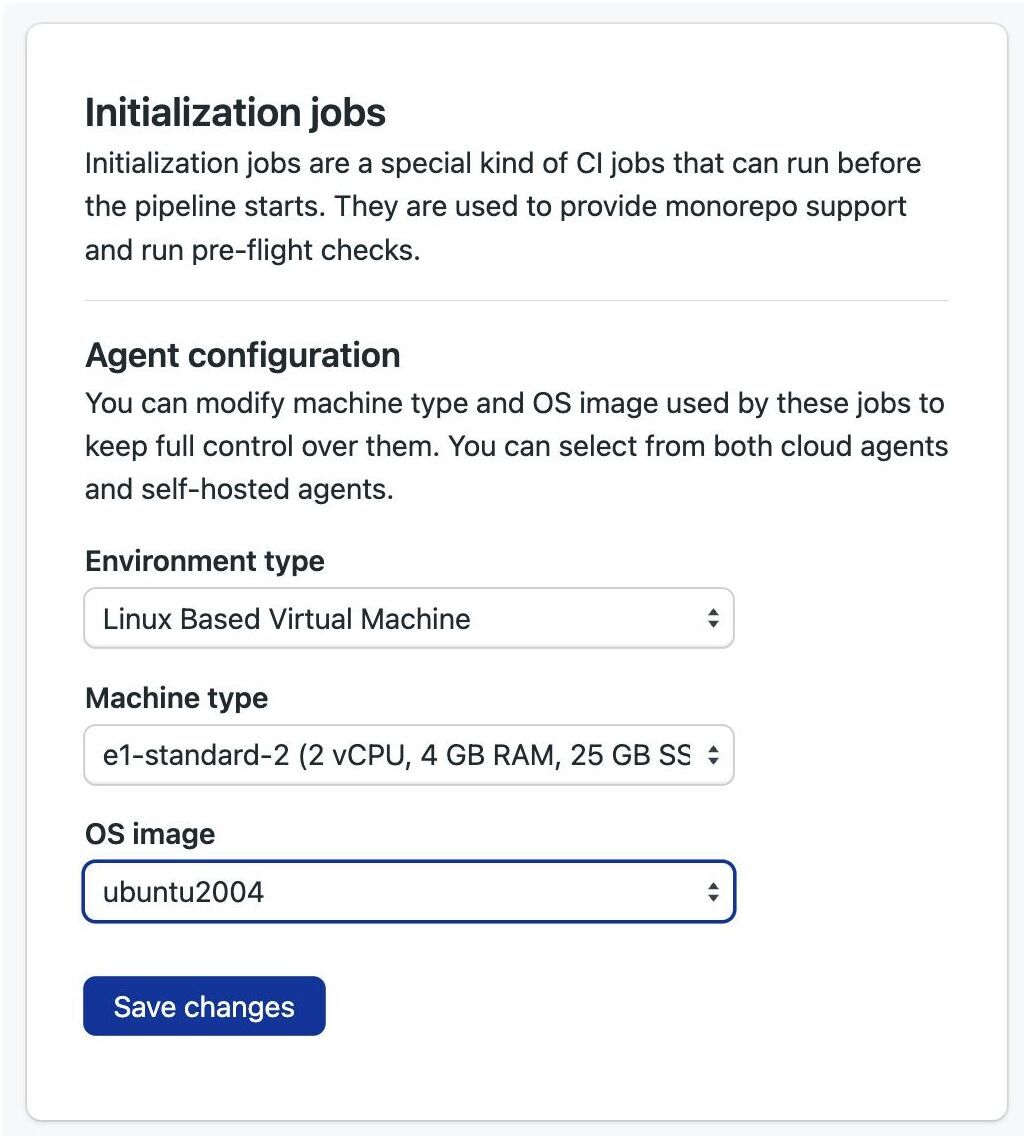 Initialization jobs
Initialization jobs are a special kind of CI jobs that can run before
the pipeline starts. They are used to provide monorepo support
and run pre-flight checks.
Agent configuration
You can modify machine type and OS image used by these jobs to
keep full control over them. You can select from both cloud agents
and self-hosted agents.
Environment type
Linux Based Virtual Machine
Machine type
e1-standard-2 (2 vCPU, 4 GB RAM, 25 GB SS
OS image
ubuntu2004
Save changes